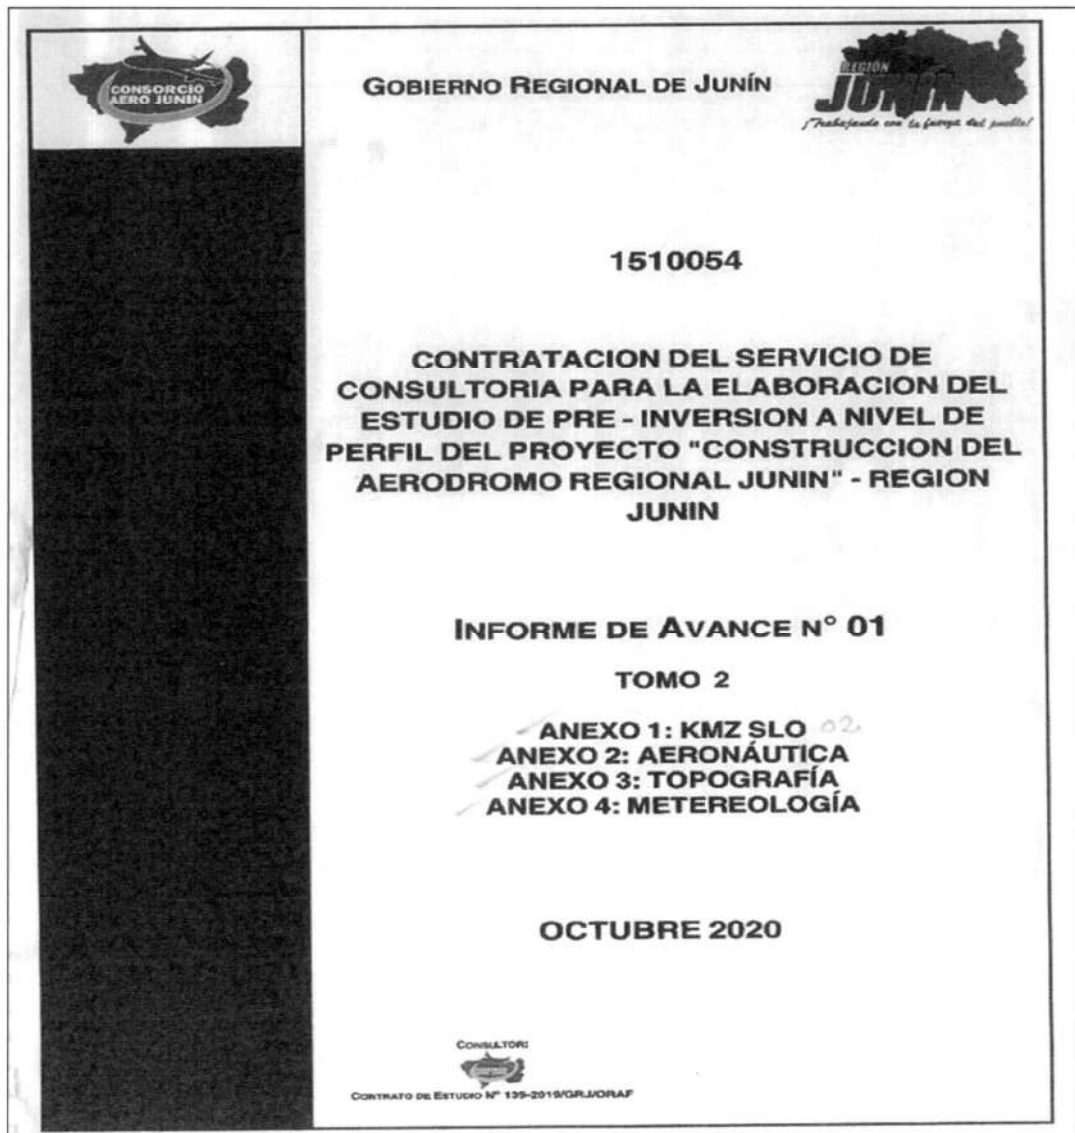 CONSORCIO
AERO JUNIN
GOBIERNO REGIONAL DE JUNÍN
REGIÓN
JUNÍN
¡Trabajando con la fuerza del pueblo!
1510054
CONTRATACION DEL SERVICIO DE
CONSULTORIA PARA LA ELABORACION DEL
ESTUDIO DE PRE - INVERSION A NIVEL DE
PERFIL DEL PROYECTO "CONSTRUCCION DEL
AERODROMO REGIONAL JUNIN" - REGION
JUNIN
INFORME DE AVANCE N° 01
TOMO 2
ANEXO 1: KMZ SLO 02
ANEXO 2: AERONÁUTICA
ANEXO 3: TOPOGRAFÍA
ANEXO 4: METEREOLOGÍA
OCTUBRE 2020
CONSULTOR:
CONTRATO DE ESTUDIO N° 139-2019/GRJ/ORAF